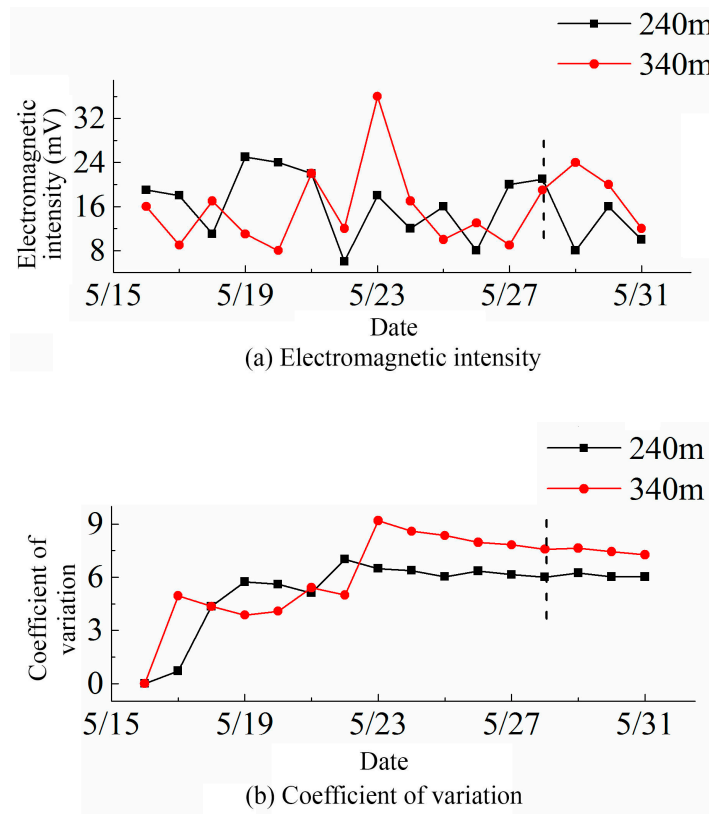 240m
340m
Electromagnetic
intensity (mV)
32
24
16
8
5/15 5/19 5/23 5/28 5/31
Date
(a) Electromagnetic intensity
240m
340m
Coefficient of
variation
9
6
3
0
5/15 5/19 5/23 5/28 5/31
Date
(b) Coefficient of variation